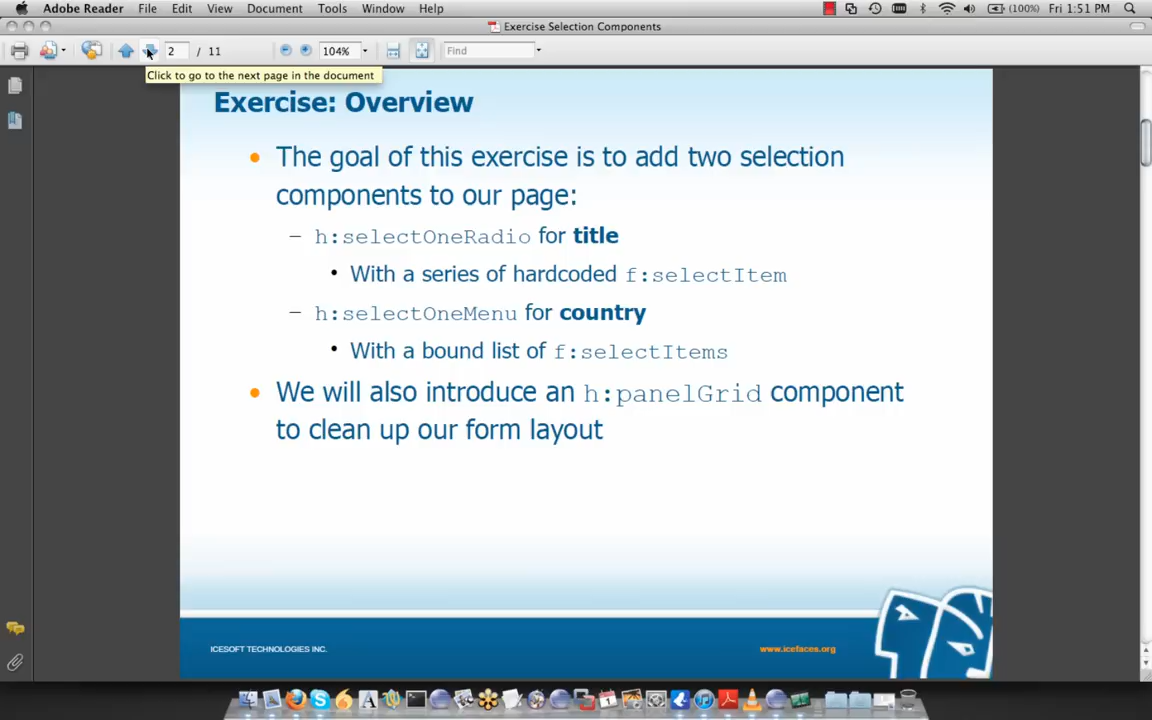 Adobe Reader File Edit View Document Tools Window Help (100%) Fri 1:51 PM
Exercise Selection Components
2 / 11 104% Find
Click to go to the next page in the document
Exercise: Overview
• The goal of this exercise is to add two selection
components to our page:
– h:selectOneRadio for title
• With a series of hardcoded f:selectItem
– h:selectOneMenu for country
• With a bound list of f:selectItems
• We will also introduce an h:panelGrid component
to clean up our form layout
ICESOFT TECHNOLOGIES INC. www.icefaces.org